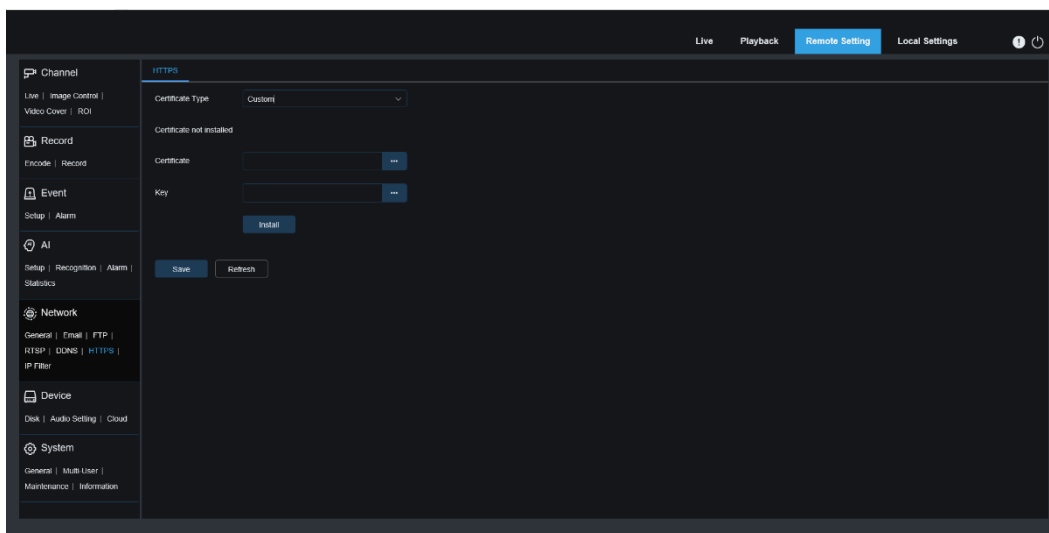 Live Playback Remote Setting Local Settings
Channel
Live | Image Control |
Video Cover | ROI
Record
Encode | Record
Event
Setup | Alarm
AI
Setup | Recognition | Alarm |
Statistics
Network
General | Email | FTP |
RTSP | DDNS | HTTPS |
IP Filter
Device
Disk | Audio Setting | Cloud
System
General | Multi-User |
Maintenance | Information
HTTPS
Certificate Type Custom
Certificate not installed
Certificate ...
Key ...
Install
Save Refresh